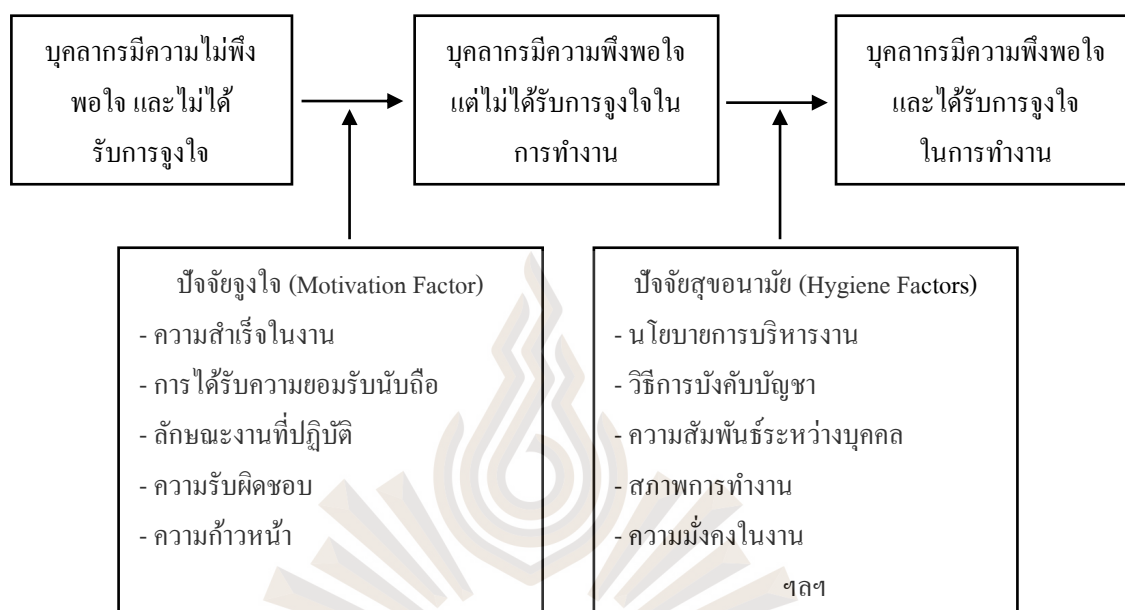 บุคลากรมีความไม่พึง
พอใจ และไม่ได้
รับการจูงใจ
บุคลากรมีความพึงพอใจ
แต่ไม่ได้รับการจูงใจใน
การทำงาน
บุคลากรมีความพึงพอใจ
และได้รับการจูงใจ
ในการทำงาน
ปัจจัยจูงใจ (Motivation Factor)
- ความสำเร็จในงาน
- การได้รับความยอมรับนับถือ
- ลักษณะงานที่ปฏิบัติ
- ความรับผิดชอบ
- ความก้าวหน้า
ปัจจัยสุขอนามัย (Hygiene Factors)
- นโยบายการบริหารงาน
- วิธีการบังคับบัญชา
- ความสัมพันธ์ระหว่างบุคคล
- สภาพการทำงาน
- ความมั่งคงในงาน
ฯลฯ